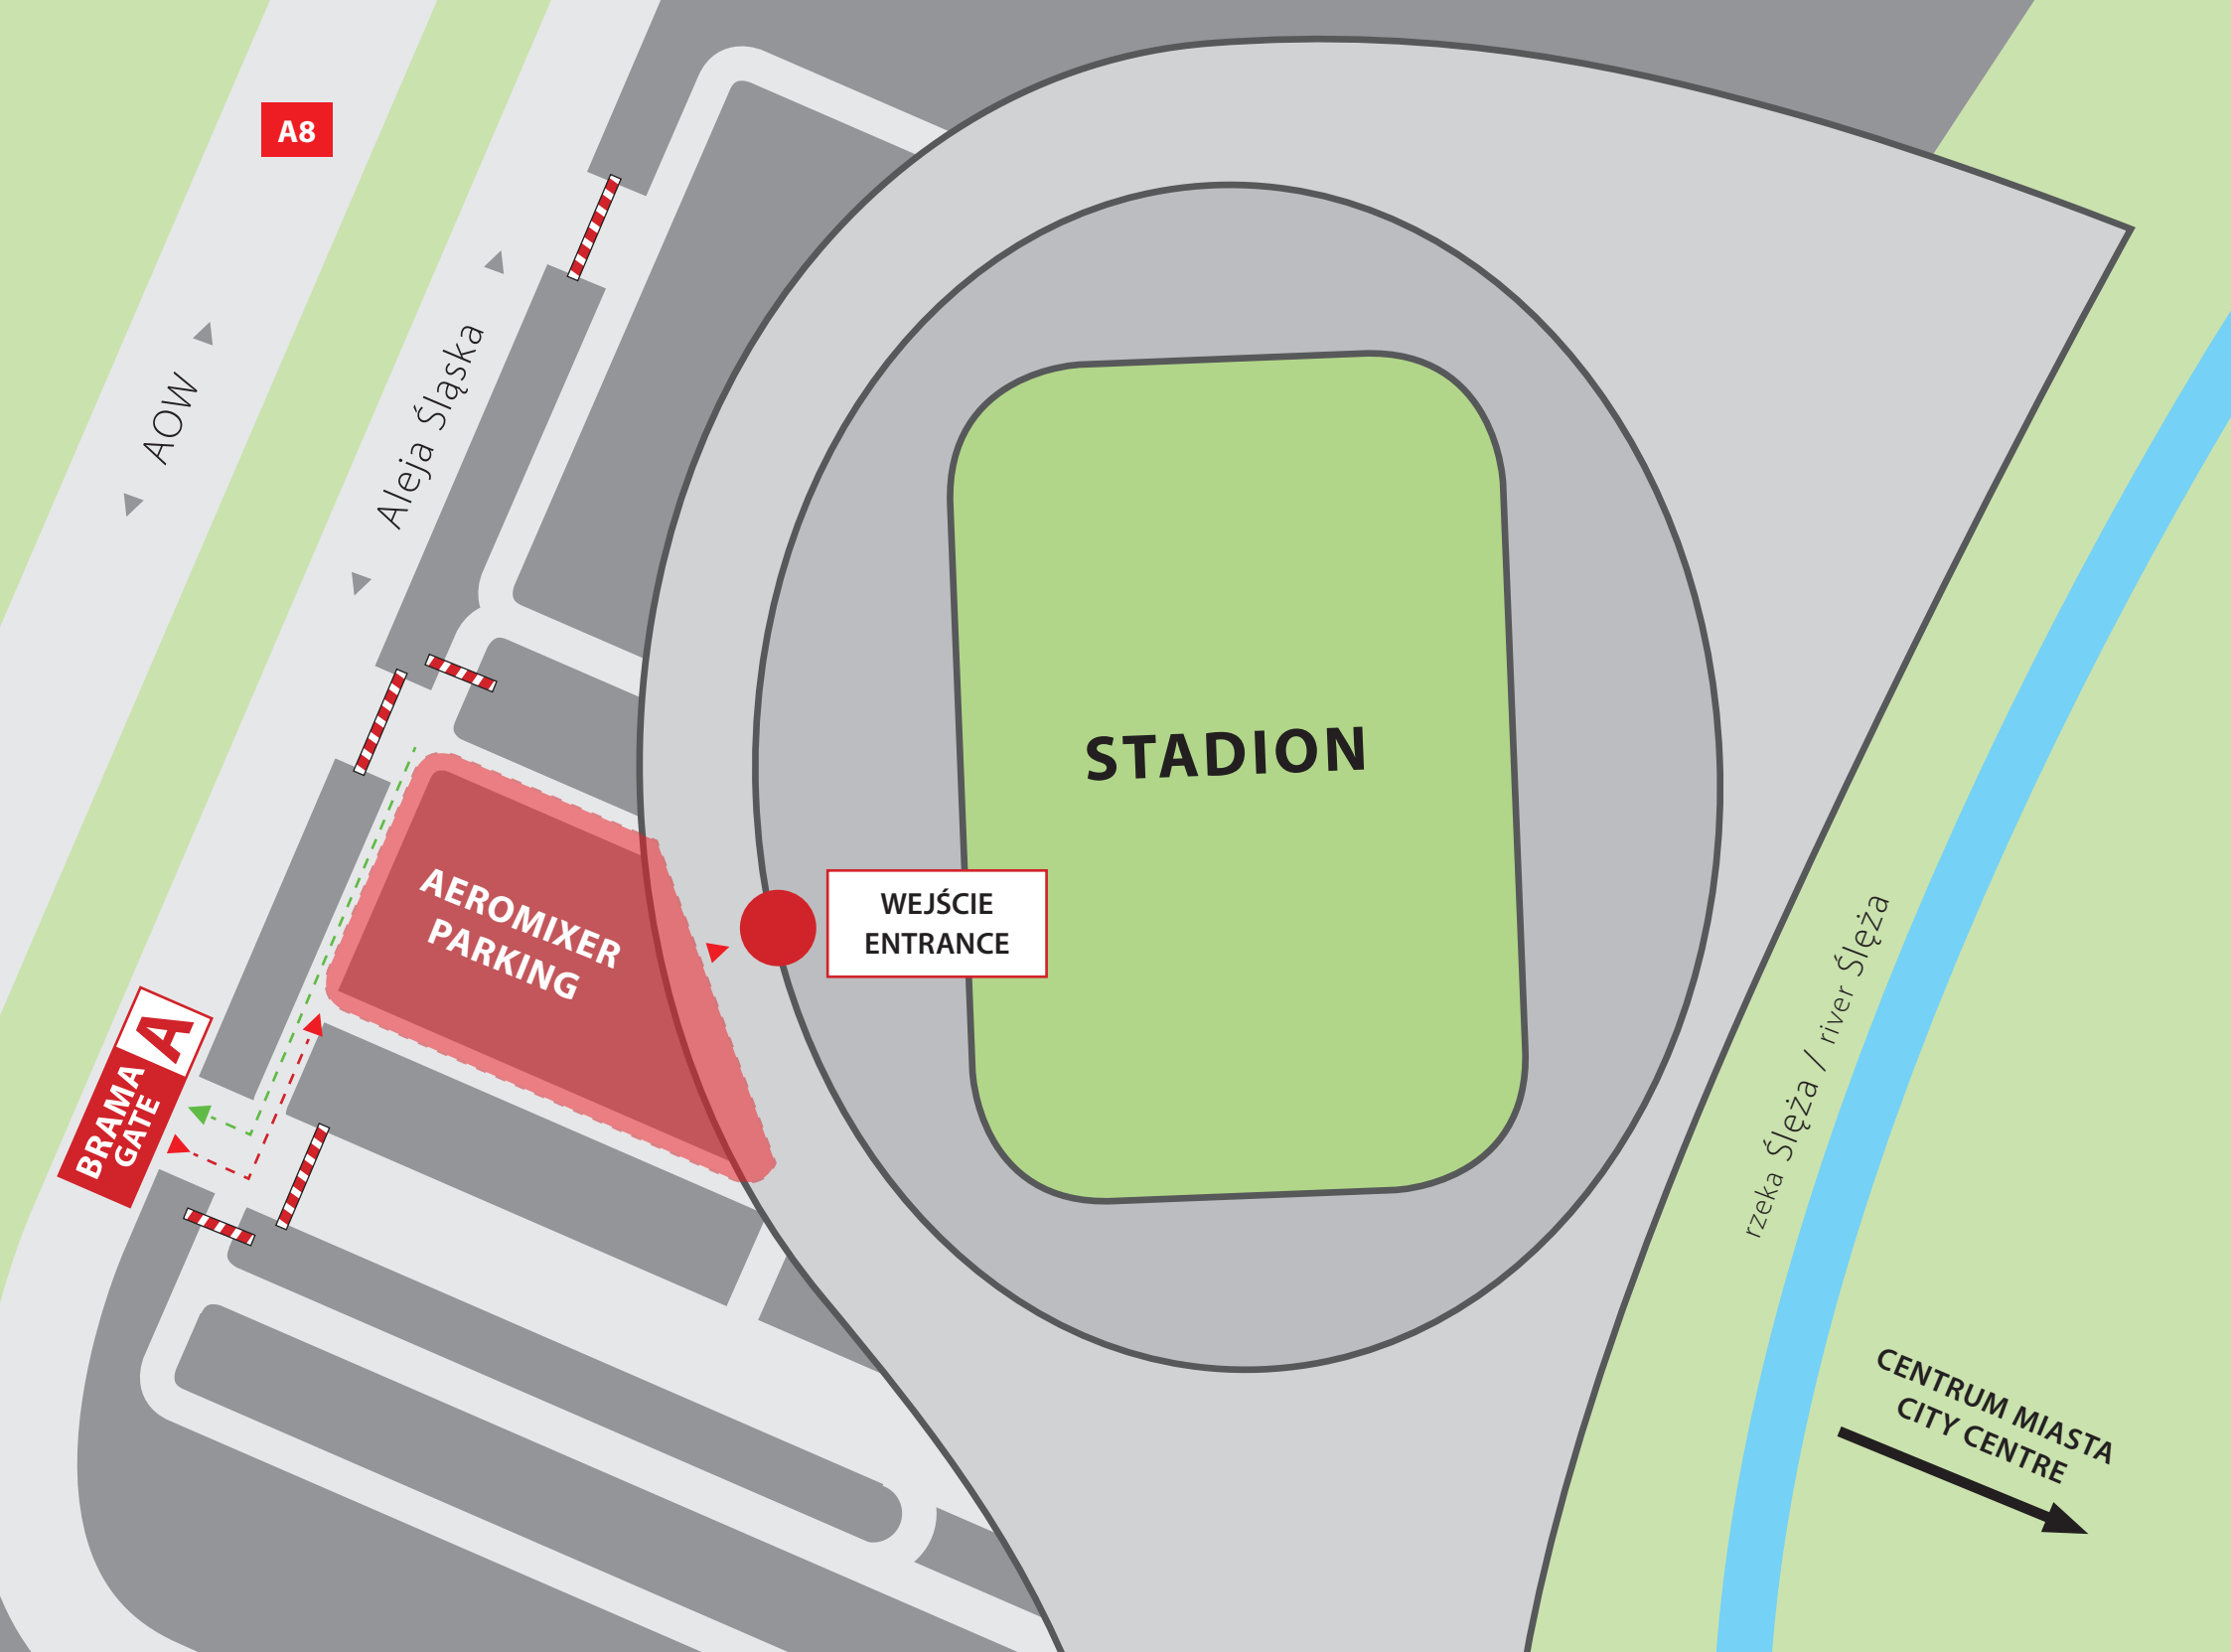 A8
AOW
Aleja Śląska
STADION
AEROMIXER
PARKING
WEJŚCIE
ENTRANCE
BRAMA
GATE
A
rzeka Ślęża / river Ślęża
CENTRUM MIASTA
CITY CENTRE